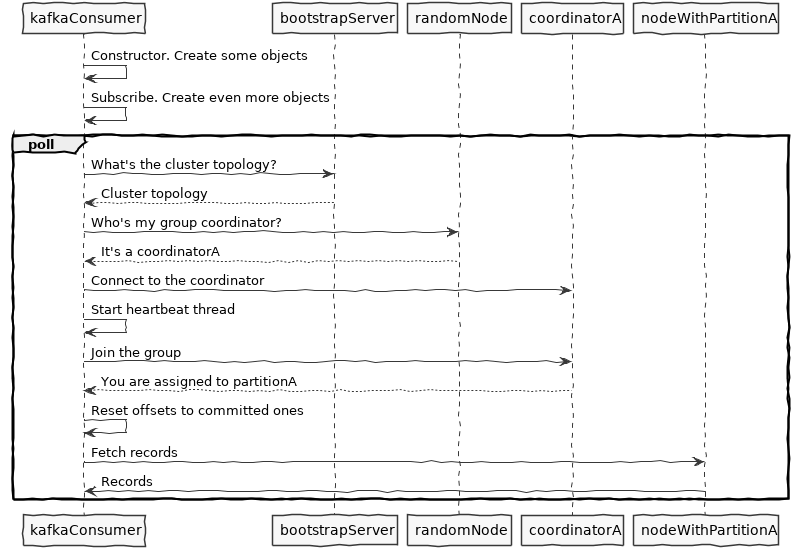 kafkaConsumer bootstrapServer randomNode coordinatorA nodeWithPartitionA
Constructor. Create some objects
Subscribe. Create even more objects
poll
What's the cluster topology?
Cluster topology
Who's my group coordinator?
It's a coordinatorA
Connect to the coordinator
Start heartbeat thread
Join the group
You are assigned to partitionA
Reset offsets to committed ones
Fetch records
Records
kafkaConsumer bootstrapServer randomNode coordinatorA nodeWithPartitionA